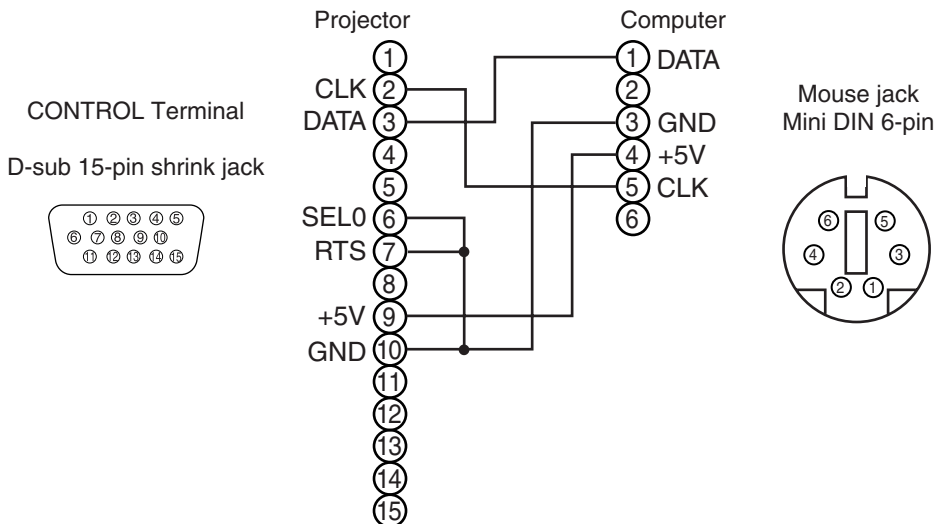 Projector
Computer
CONTROL Terminal
D-sub 15-pin shrink jack
① ② ③ ④ ⑤
⑥ ⑦ ⑧ ⑨ ⑩
⑪ ⑫ ⑬ ⑭ ⑮
①
CLK ②
DATA ③
④
⑤
SEL0 ⑥
RTS ⑦
⑧
+5V ⑨
GND ⑩
⑪
⑫
⑬
⑭
⑮
① DATA
②
③ GND
④ +5V
⑤ CLK
⑥
Mouse jack
Mini DIN 6-pin
⑥ ⑤
④ ③
② ①